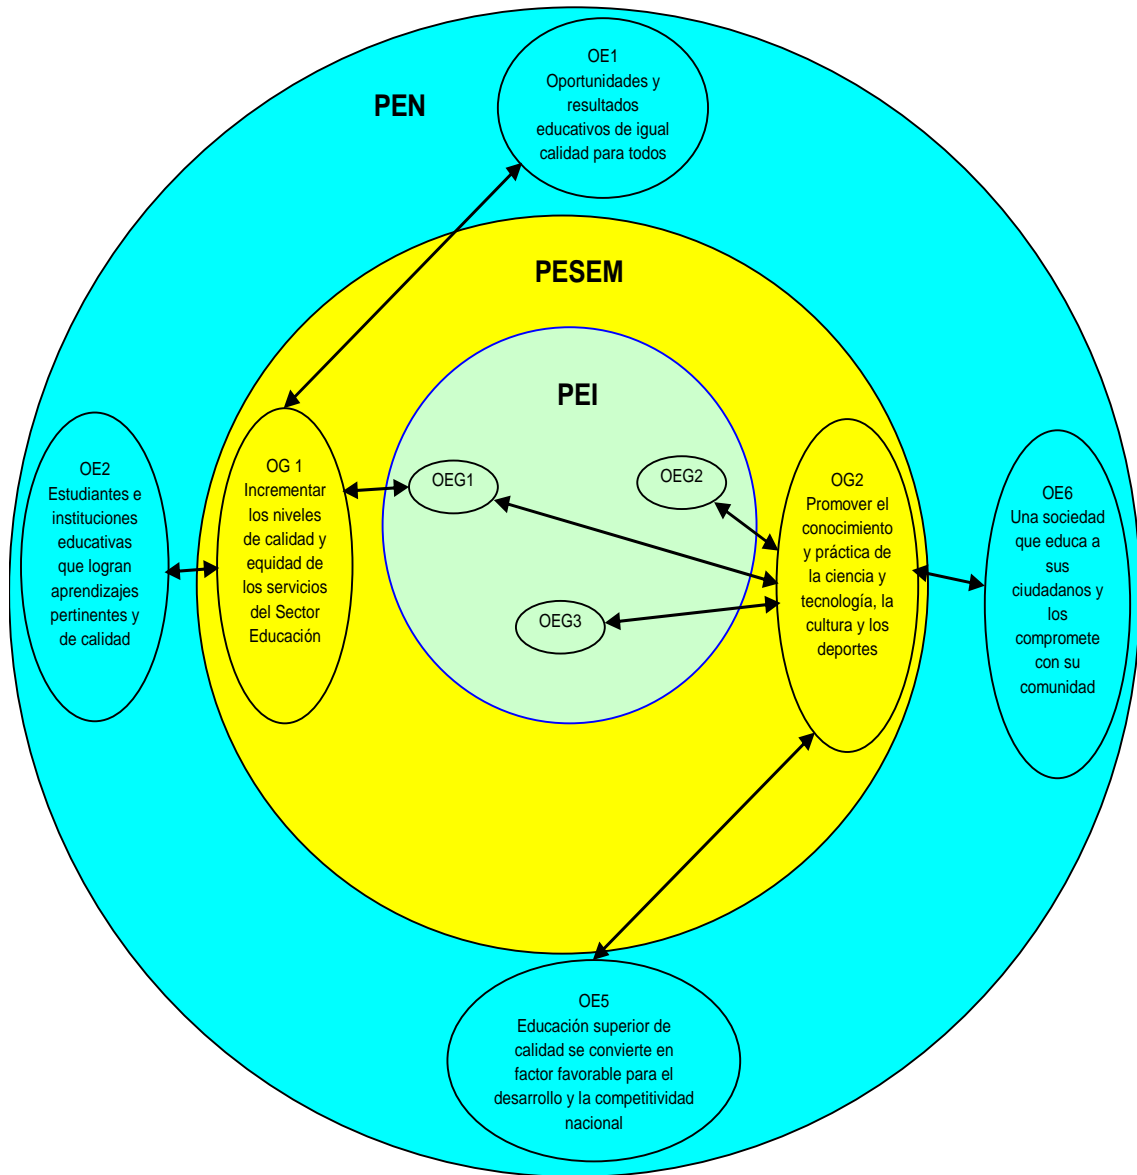 PEN
OE1
Oportunidades y
resultados
educativos de igual
calidad para todos
PESEM
PEI
OE2
Estudiantes e
instituciones
educativas
que logran
aprendizajes
pertinentes y
de calidad
OG 1
Incrementar
los niveles
de calidad y
equidad de
los servicios
del Sector
Educación
OEG1
OEG2
OEG3
OG2
Promover el
conocimiento
y práctica de
la ciencia y
tecnología, la
cultura y los
deportes
OE6
Una sociedad
que educa a
sus
ciudadanos y
los
compromete
con su
comunidad
OE5
Educación superior de
calidad se convierte en
factor favorable para el
desarrollo y la competitividad
nacional